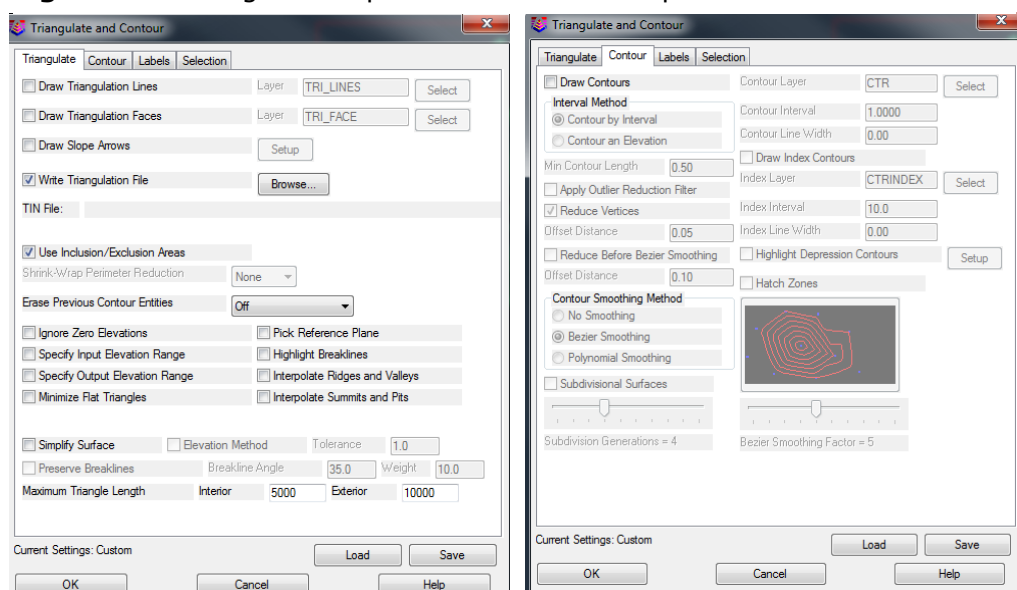 Triangulate and Contour
Triangulate Contour Labels Selection
Draw Triangulation Lines Layer TRI_LINES Select
Draw Triangulation Faces Layer TRI_FACE Select
Draw Slope Arrows Setup
Write Triangulation File Browse...
TIN File:
Use Inclusion/Exclusion Areas
Shrink-Wrap Perimeter Reduction None
Erase Previous Contour Entities Off
Ignore Zero Elevations Pick Reference Plane
Specify Input Elevation Range Highlight Breaklines
Specify Output Elevation Range Interpolate Ridges and Valleys
Minimize Flat Triangles Interpolate Summits and Pits
Simplify Surface Elevation Method Tolerance 1.0
Preserve Breaklines Breakline Angle 35.0 Weight 10.0
Maximum Triangle Length Interior 5000 Exterior 10000
Current Settings: Custom Load Save
OK Cancel Help
Triangulate and Contour
Triangulate Contour Labels Selection
Draw Contours Contour Layer CTR Select
Interval Method
Contour by Interval Contour Interval 1.0000
Contour an Elevation Contour Line Width 0.00
Min Contour Length 0.50 Draw Index Contours
Apply Outlier Reduction Filter Index Layer CTRINDEX Select
Reduce Vertices Index Interval 10.0
Offset Distance 0.05 Index Line Width 0.00
Reduce Before Bezier Smoothing Highlight Depression Contours Setup
Offset Distance 0.10 Hatch Zones
Contour Smoothing Method
No Smoothing
Bezier Smoothing
Polynomial Smoothing
Subdivisional Surfaces
Subdivision Generations = 4 Bezier Smoothing Factor = 5
Current Settings: Custom Load Save
OK Cancel Help